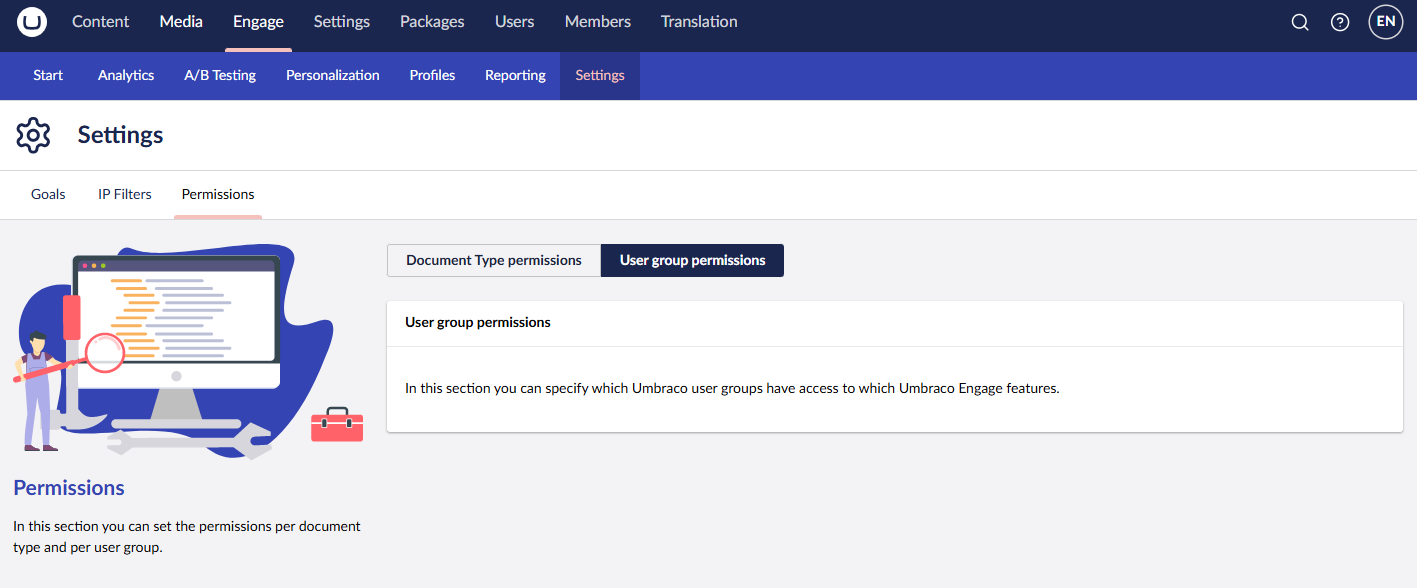 Content Media Engage Settings Packages Users Members Translation EN
Start Analytics A/B Testing Personalization Profiles Reporting Settings
Settings
Goals IP Filters Permissions
Document Type permissions User group permissions
User group permissions
In this section you can specify which Umbraco user groups have access to which Umbraco Engage features.
Permissions
In this section you can set the permissions per document
type and per user group.